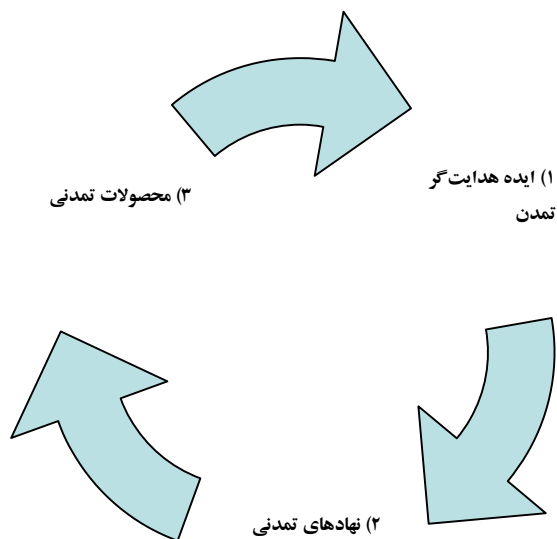 ۱) ایده هدایت‌گر
تمدن
۲) نهادهای تمدنی
۳) محصولات تمدنی